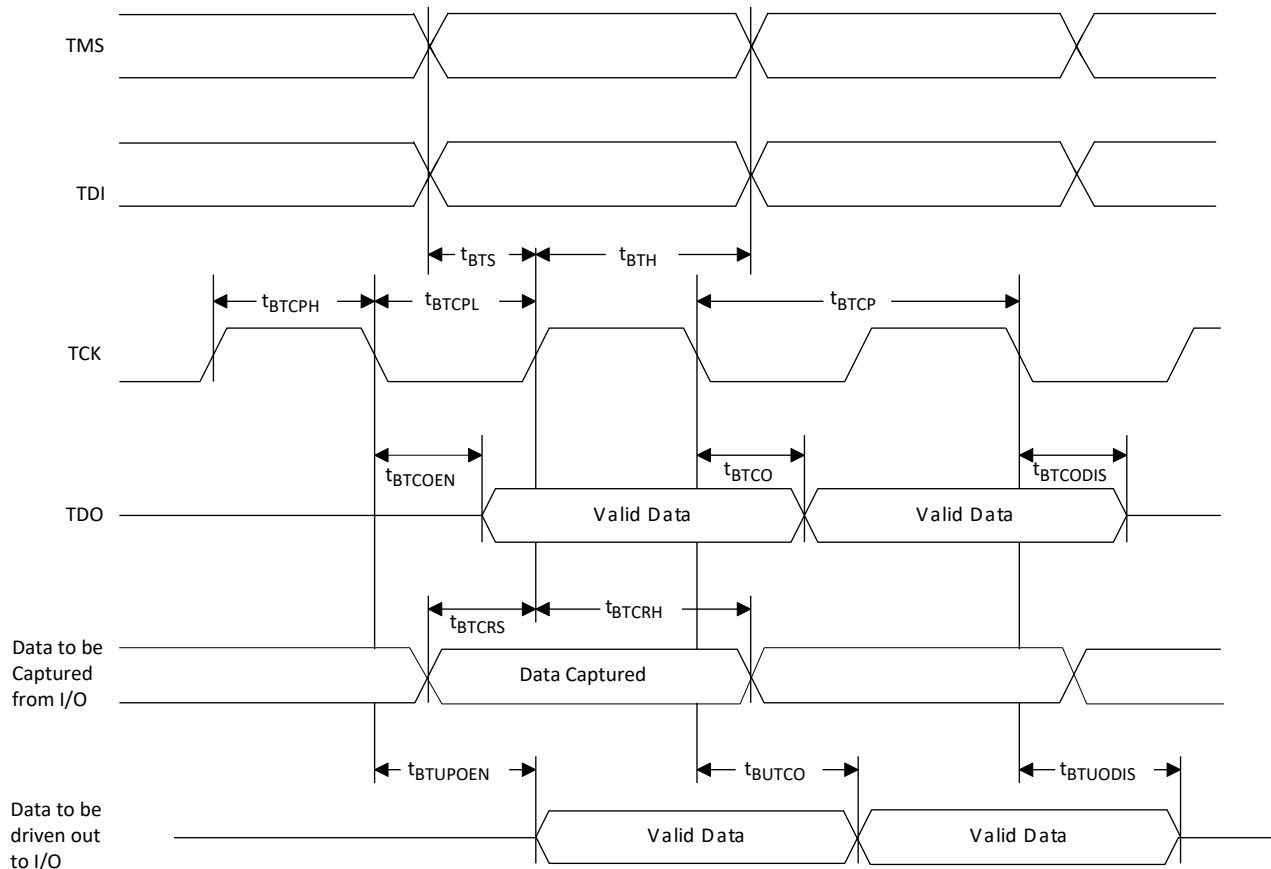 TMS
TDI
tBTS
tBTH
tBTCPH
tBTCPL
tBTCP
TCK
tBTCOEN
tBTCO
tBTCODIS
TDO
Valid Data
Valid Data
tBTCRS
tBTCRH
Data to be
Captured
from I/O
Data Captured
tBTUPOEN
tBUTCO
tBTUODIS
Data to be
driven out
to I/O
Valid Data
Valid Data